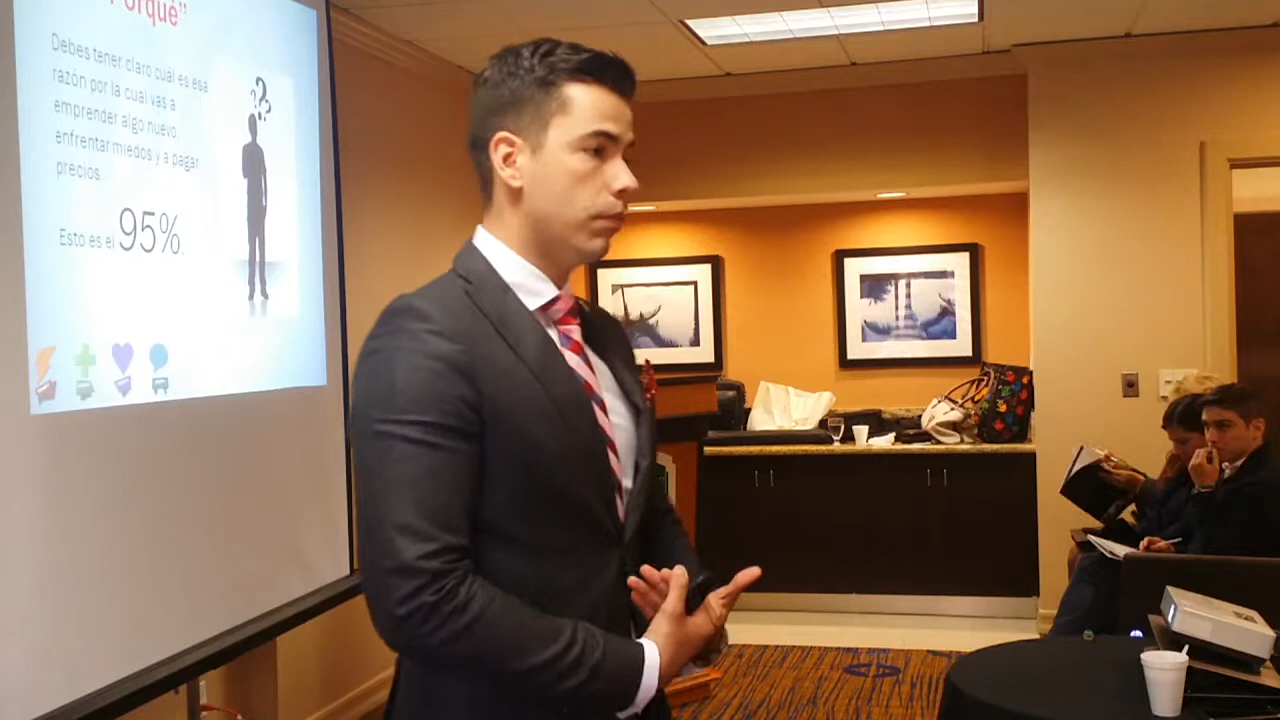 Porqué”
Debes tener claro cuál es esa
razón por la cual vas a
emprender algo nuevo,
enfrentar miedos y a pagar
precios.
Esto es el 95%.